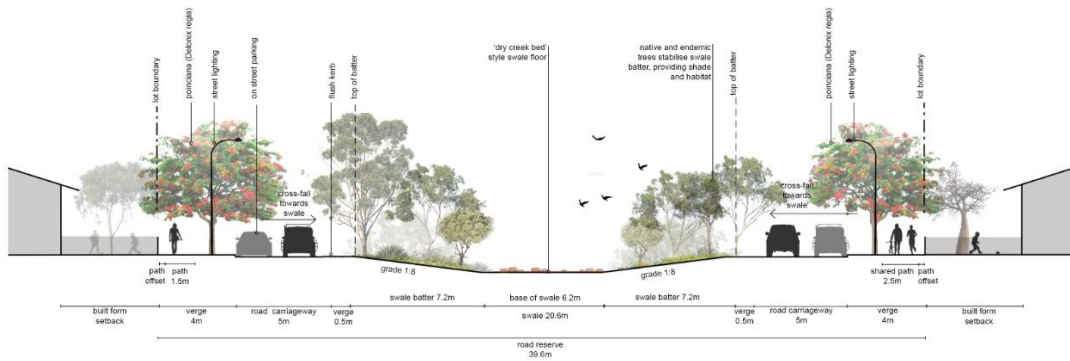 lot boundary
poinciana (Delonix regia)
street lighting
on street parking
flush kerb
top of batter
'dry creek bed'
style swale floor
native and endemic
trees stabilise swale
batter, providing shade
and habitat
top of batter
poinciana (Delonix regia)
street lighting
lot boundary
cross-fall
towards
swale
cross-fall
towards
swale
grade 1:8
grade 1:8
path
offset
path
1.5m
shared path
2.5m
path
offset
built form
setback
verge
4m
road carriageway
5m
verge
0.5m
swale batter 7.2m
base of swale 6.2m
swale batter 7.2m
swale 20.6m
verge
0.5m
road carriageway
5m
verge
4m
built form
setback
road reserve
39.6m